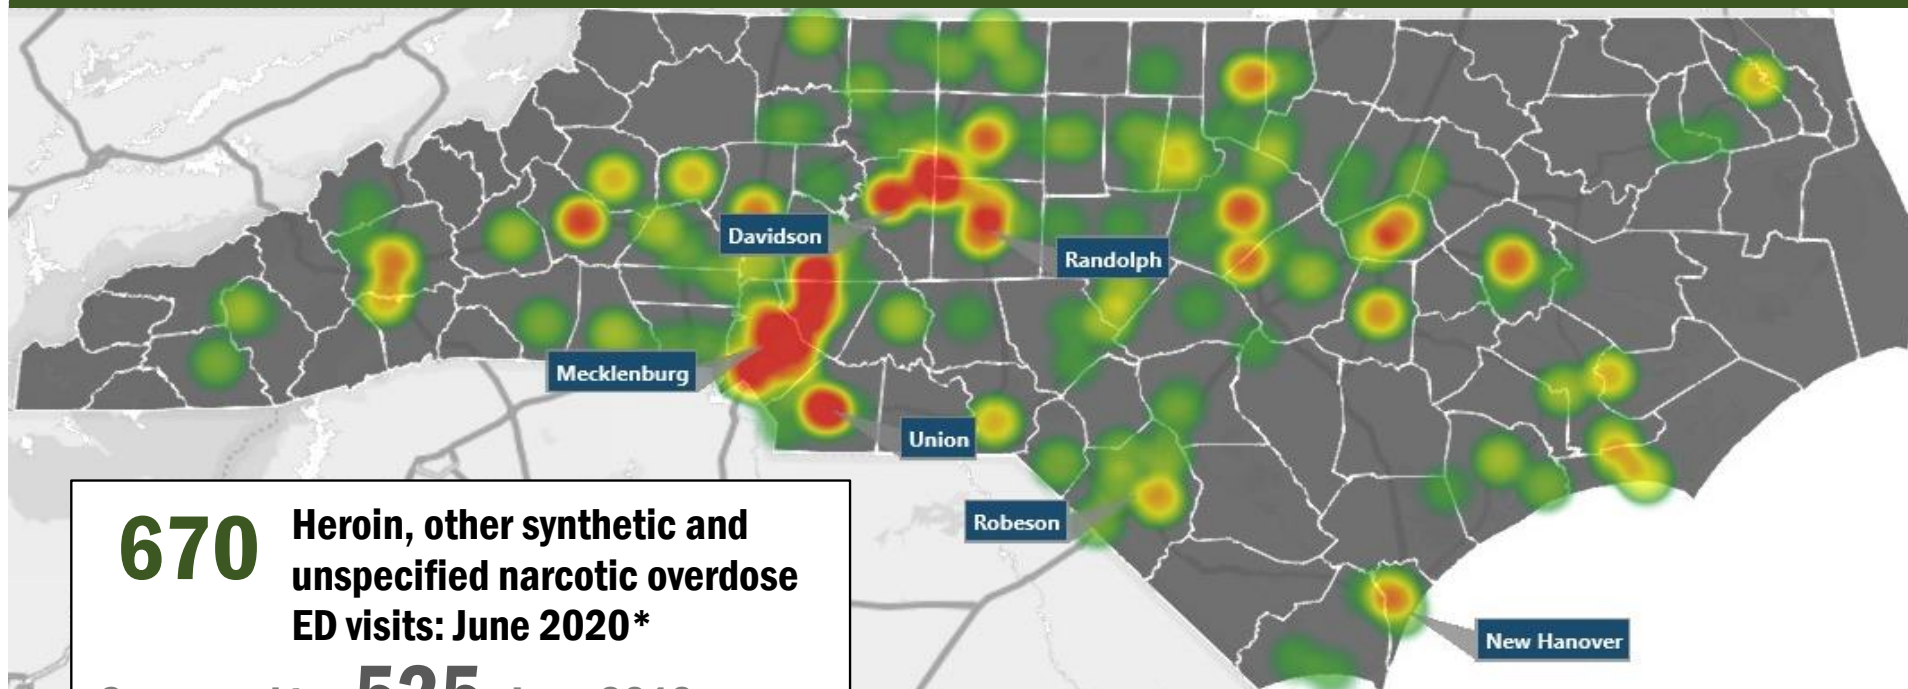 Davidson
Randolph
Mecklenburg
Union
Robeson
New Hanover
670
Heroin, other synthetic and
unspecified narcotic overdose
ED visits: June 2020*